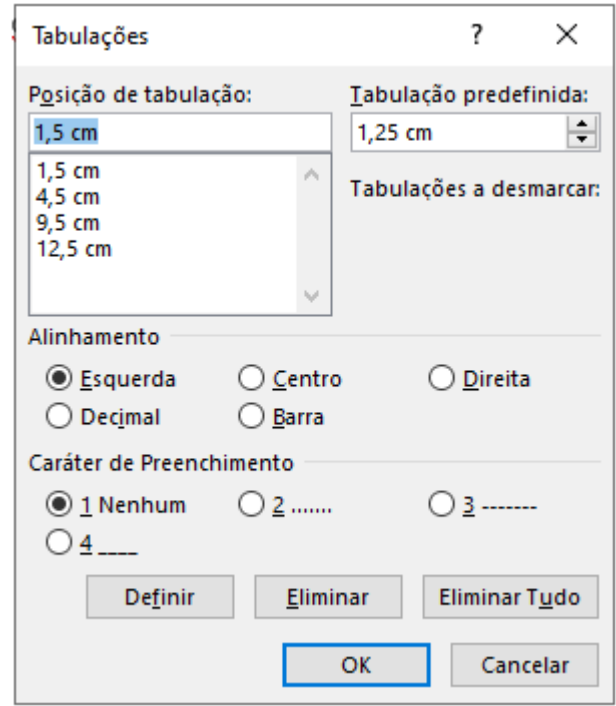 Tabulações ?
Posição de tabulação: Tabulação predefinida:
1,5 cm 1,25 cm
1,5 cm
4,5 cm
9,5 cm
12,5 cm
Tabulações a desmarcar:
Alinhamento
Esquerda Centro Direita
Decimal Barra
Caráter de Preenchimento
1 Nenhum 2 ....... 3 -------
4 ____
Definir Eliminar Eliminar Tudo
OK Cancelar